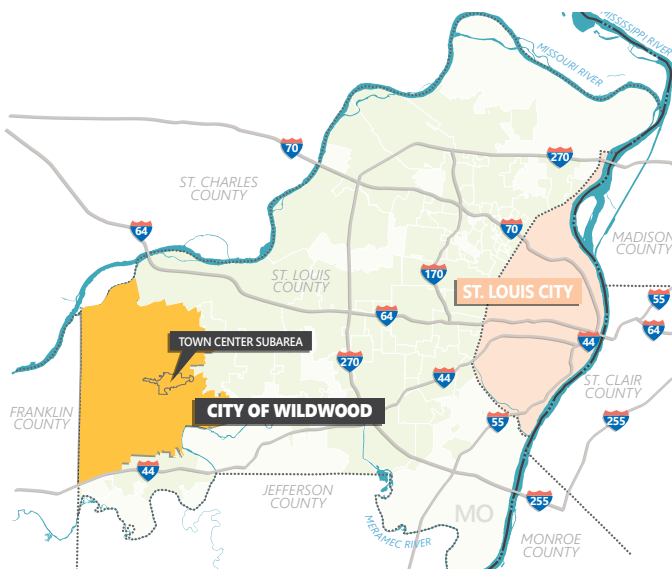 MISSISSIPPI RIVER
MISSOURI RIVER
70
270
ST. CHARLES
COUNTY
64
70
MADISON
COUNTY
ST. LOUIS
COUNTY
170
ST. LOUIS CITY
55
64
64
TOWN CENTER SUBAREA
44
270
44
ST. CLAIR
COUNTY
CITY OF WILDWOOD
FRANKLIN
COUNTY
55
255
44
JEFFERSON
COUNTY
255
MO
MERAMEC RIVER
MONROE
COUNTY